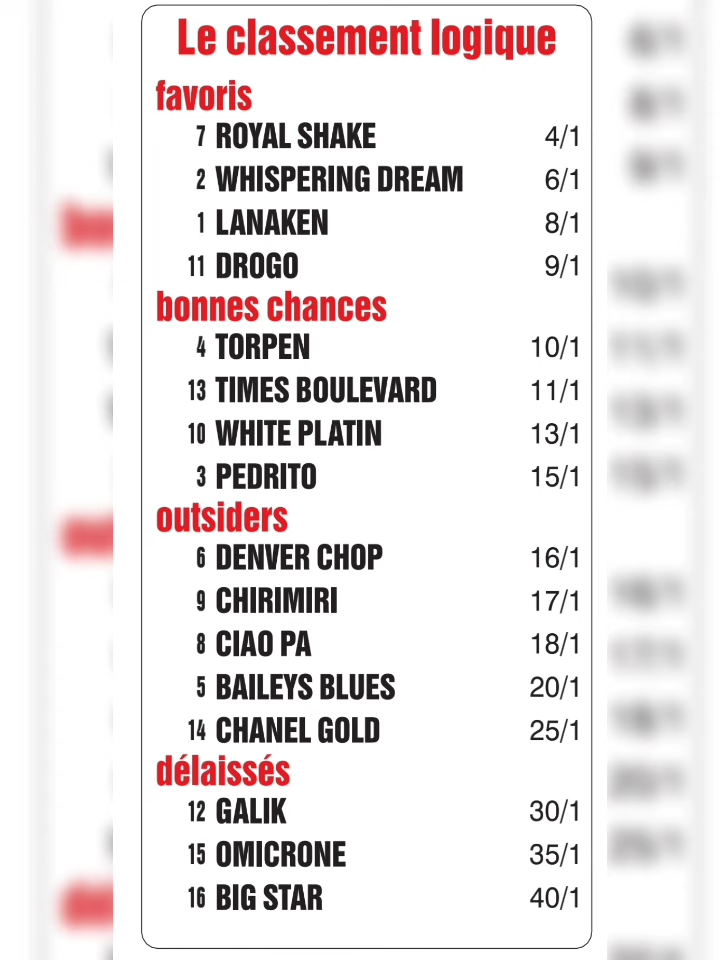 Le classement logique
favoris
7 ROYAL SHAKE 4/1
2 WHISPERING DREAM 6/1
1 LANAKEN 8/1
11 DROGO 9/1
bonnes chances
4 TORPEN 10/1
13 TIMES BOULEVARD 11/1
10 WHITE PLATIN 13/1
3 PEDRITO 15/1
outsiders
6 DENVER CHOP 16/1
9 CHIRIMIRI 17/1
8 CIAO PA 18/1
5 BAILEYS BLUES 20/1
14 CHANEL GOLD 25/1
délaissés
12 GALIK 30/1
15 OMICRONE 35/1
16 BIG STAR 40/1